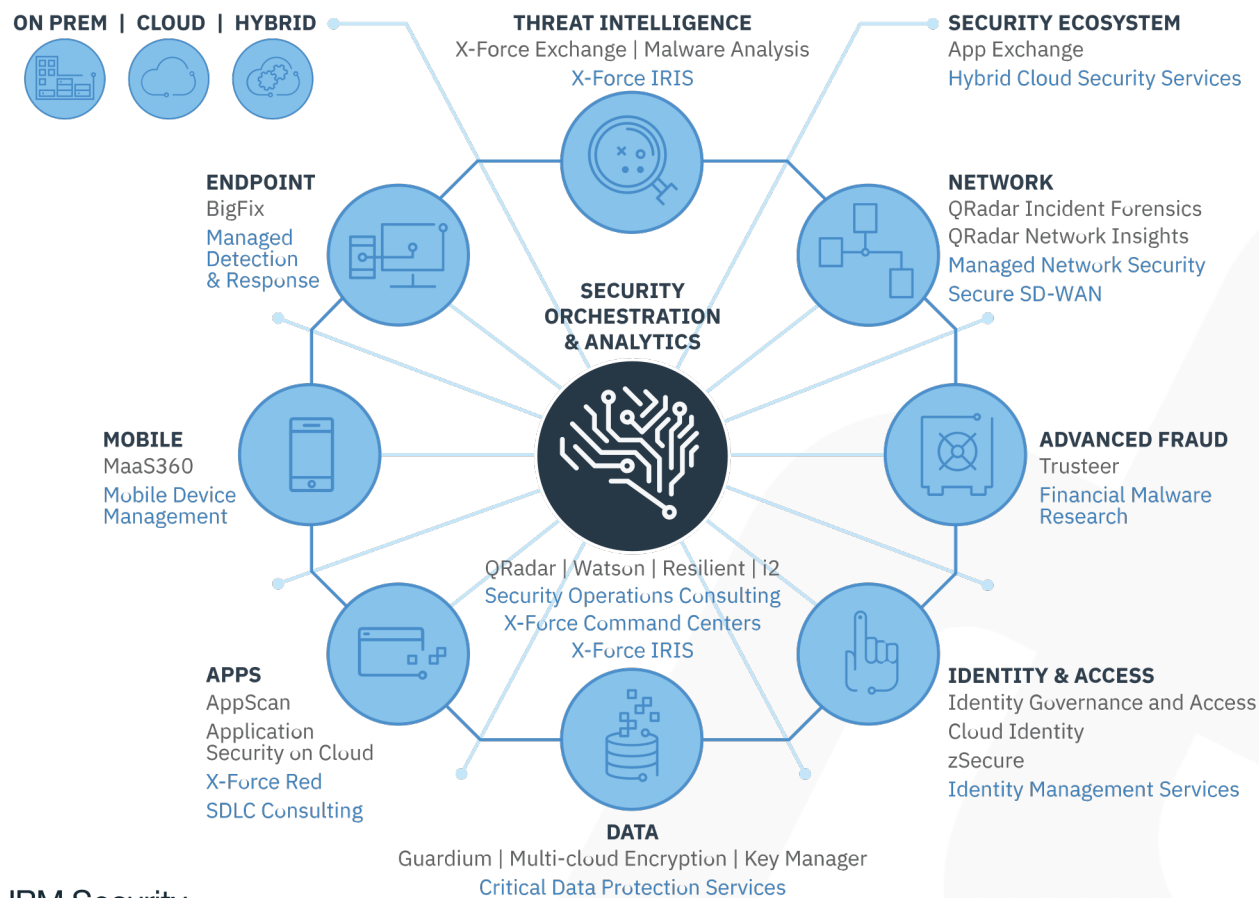 ON PREM | CLOUD | HYBRID
THREAT INTELLIGENCE
X-Force Exchange | Malware Analysis
X-Force IRIS
SECURITY ECOSYSTEM
App Exchange
Hybrid Cloud Security Services
ENDPOINT
BigFix
Managed
Detection
& Response
NETWORK
QRadar Incident Forensics
QRadar Network Insights
Managed Network Security
Secure SD-WAN
SECURITY
ORCHESTRATION
& ANALYTICS
MOBILE
MaaS360
Mobile Device
Management
ADVANCED FRAUD
Trusteer
Financial Malware
Research
QRadar | Watson | Resilient | i2
Security Operations Consulting
X-Force Command Centers
X-Force IRIS
APPS
AppScan
Application
Security on Cloud
X-Force Red
SDLC Consulting
IDENTITY & ACCESS
Identity Governance and Access
Cloud Identity
zSecure
Identity Management Services
DATA
Guardium | Multi-cloud Encryption | Key Manager
Critical Data Protection Services
IBM Security